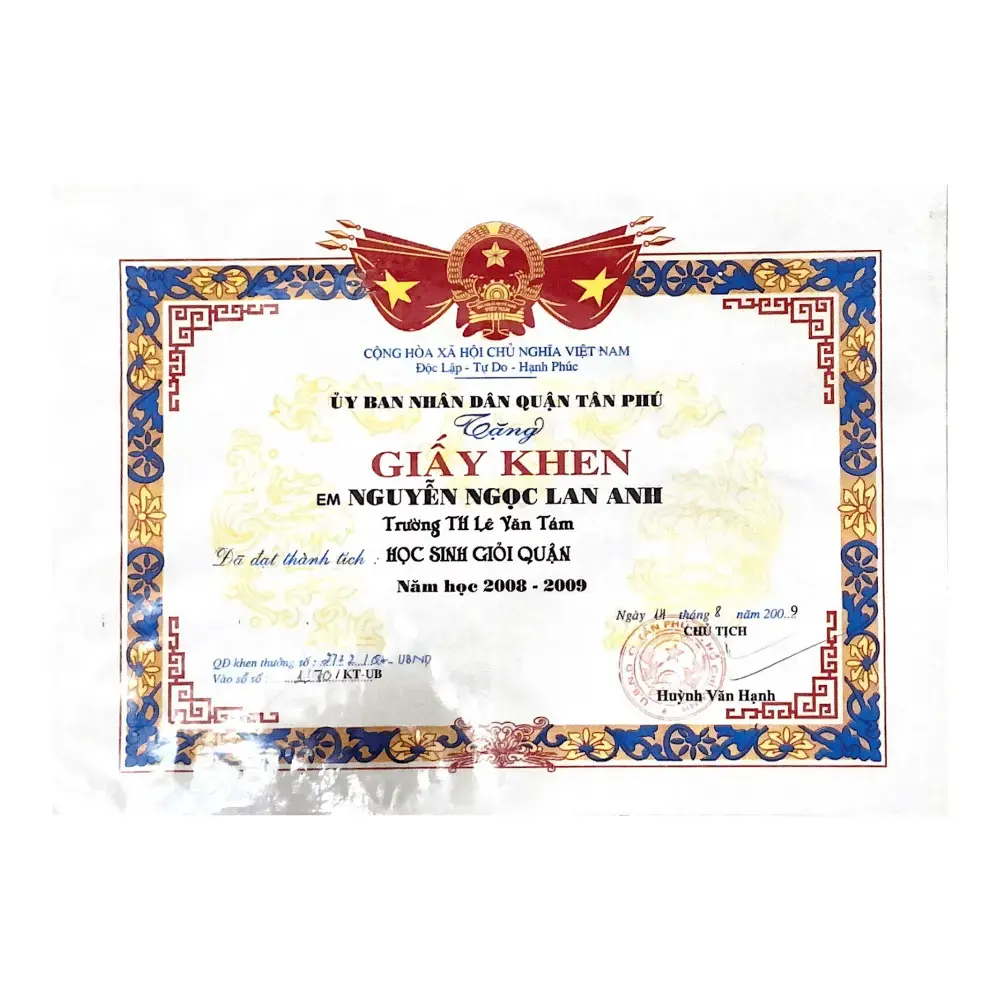 VIỆT NAM
CỘNG HÒA XÃ HỘI CHỦ NGHĨA VIỆT NAM
Độc Lập - Tự Do - Hạnh Phúc
ỦY BAN NHÂN DÂN QUẬN TÂN PHÚ
Tặng
GIẤY KHEN
EM NGUYỄN NGỌC LAN ANH
Trường TH Lê Văn Tám
Đã đạt thành tích : HỌC SINH GIỎI QUẬN
Năm học 2008 - 2009
Ngày tháng 8 năm 2009
CHỦ TỊCH
QĐ khen thưởng số : UBND
Vào sổ số : 1170/KT-UB
Huỳnh Văn Hạnh